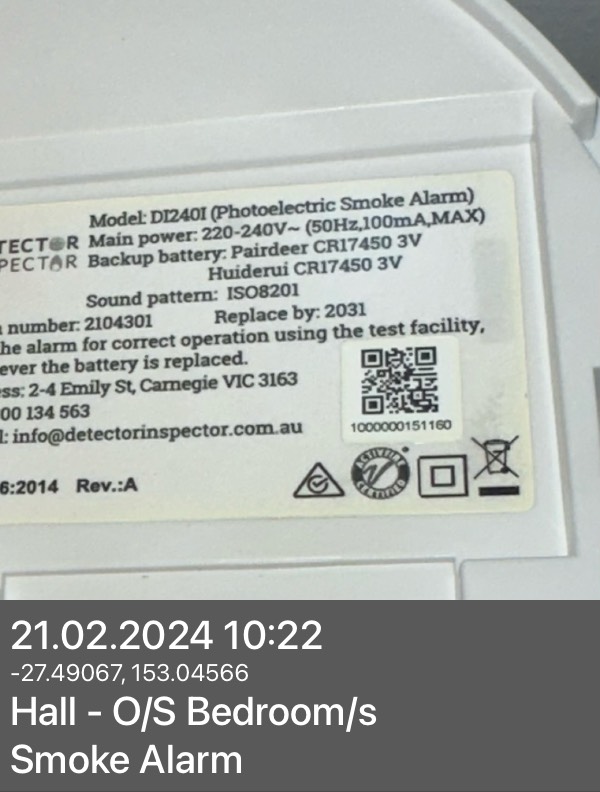 Model: DI240I (Photoelectric Smoke Alarm)
TECTOR Main power: 220-240V~ (50Hz,100mA,MAX)
PECTOR Backup battery: Pairdeer CR17450 3V
Huiderui CR17450 3V
Sound pattern: ISO8201
number: 2104301 Replace by: 2031
he alarm for correct operation using the test facility,
ever the battery is replaced.
ess: 2-4 Emily St, Carnegie VIC 3163
00 134 563
l: info@detectorinspector.com.au
1000000151160
6:2014 Rev.:A
21.02.2024 10:22
-27.49067, 153.04566
Hall - O/S Bedroom/s
Smoke Alarm